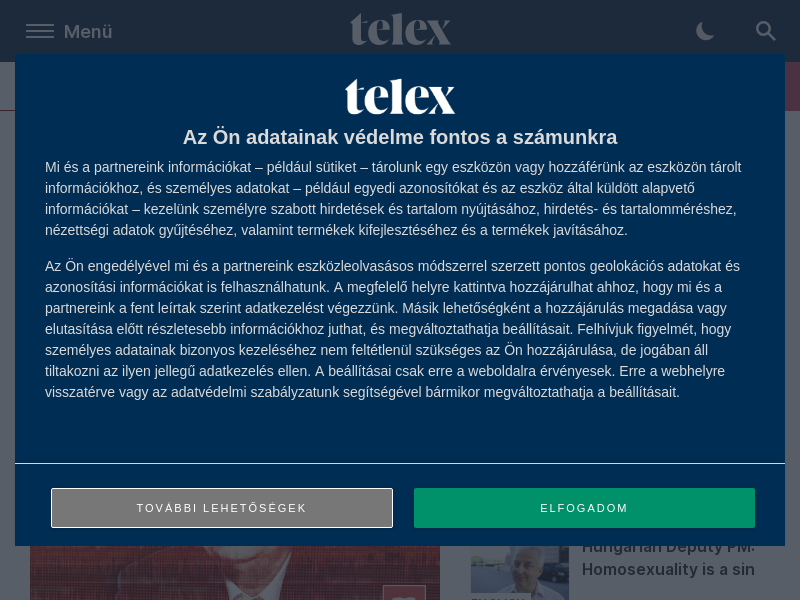 Menü
telex
telex
Az Ön adatainak védelme fontos a számunkra
Mi és a partnereink információkat – például sütiket – tárolunk egy eszközön vagy hozzáférünk az eszközön tárolt
információkhoz, és személyes adatokat – például egyedi azonosítókat és az eszköz által küldött alapvető
információkat – kezelünk személyre szabott hirdetések és tartalom nyújtásához, hirdetés- és tartalomméréshez,
nézettségi adatok gyűjtéséhez, valamint termékek kifejlesztéséhez és a termékek javításához.
Az Ön engedélyével mi és a partnereink eszközleolvasásos módszerrel szerzett pontos geolokációs adatokat és
azonosítási információkat is felhasználhatunk. A megfelelő helyre kattintva hozzájárulhat ahhoz, hogy mi és a
partnereink a fent leírtak szerint adatkezelést végezzünk. Másik lehetőségként a hozzájárulás megadása vagy
elutasítása előtt részletesebb információkhoz juthat, és megváltoztathatja beállításait. Felhívjuk figyelmét, hogy
személyes adatainak bizonyos kezeléséhez nem feltétlenül szükséges az Ön hozzájárulása, de jogában áll
tiltakozni az ilyen jellegű adatkezelés ellen. A beállításai csak erre a weboldalra érvényesek. Erre a webhelyre
visszatérve vagy az adatvédelmi szabályzatunk segítségével bármikor megváltoztathatja a beállításait.
TOVÁBBI LEHETŐSÉGEK
ELFOGADOM
Hungarian Deputy PM:
Homosexuality is a sin